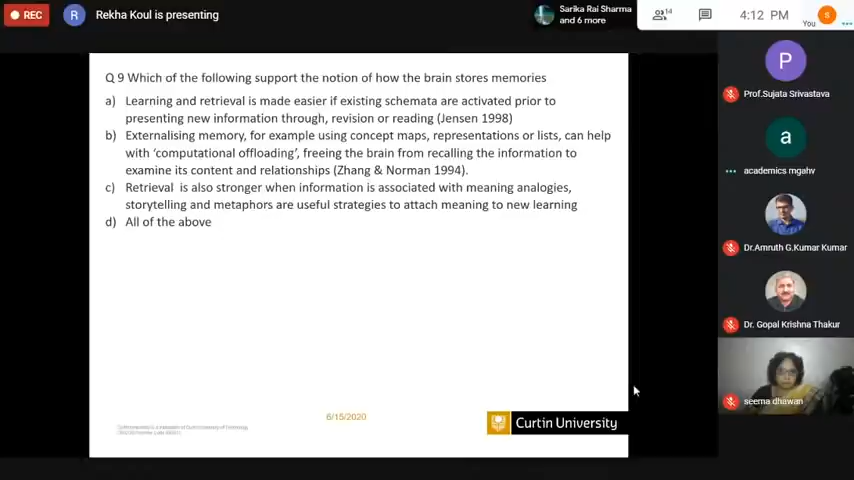 REC
R
Rekha Koul is presenting
Sarika Rai Sharma
and 6 more
14
4:12 PM
You
S
Q 9 Which of the following support the notion of how the brain stores memories
a) Learning and retrieval is made easier if existing schemata are activated prior to
presenting new information through, revision or reading (Jensen 1998)
b) Externalising memory, for example using concept maps, representations or lists, can help
with ‘computational offloading’, freeing the brain from recalling the information to
examine its content and relationships (Zhang & Norman 1994).
c) Retrieval is also stronger when information is associated with meaning analogies,
storytelling and metaphors are useful strategies to attach meaning to new learning
d) All of the above
6/15/2020
Curtin University
P
Prof.Sujata Srivastava
a
academics mgahv
Dr.Amruth G.Kumar Kumar
Dr. Gopal Krishna Thakur
seema dhawan